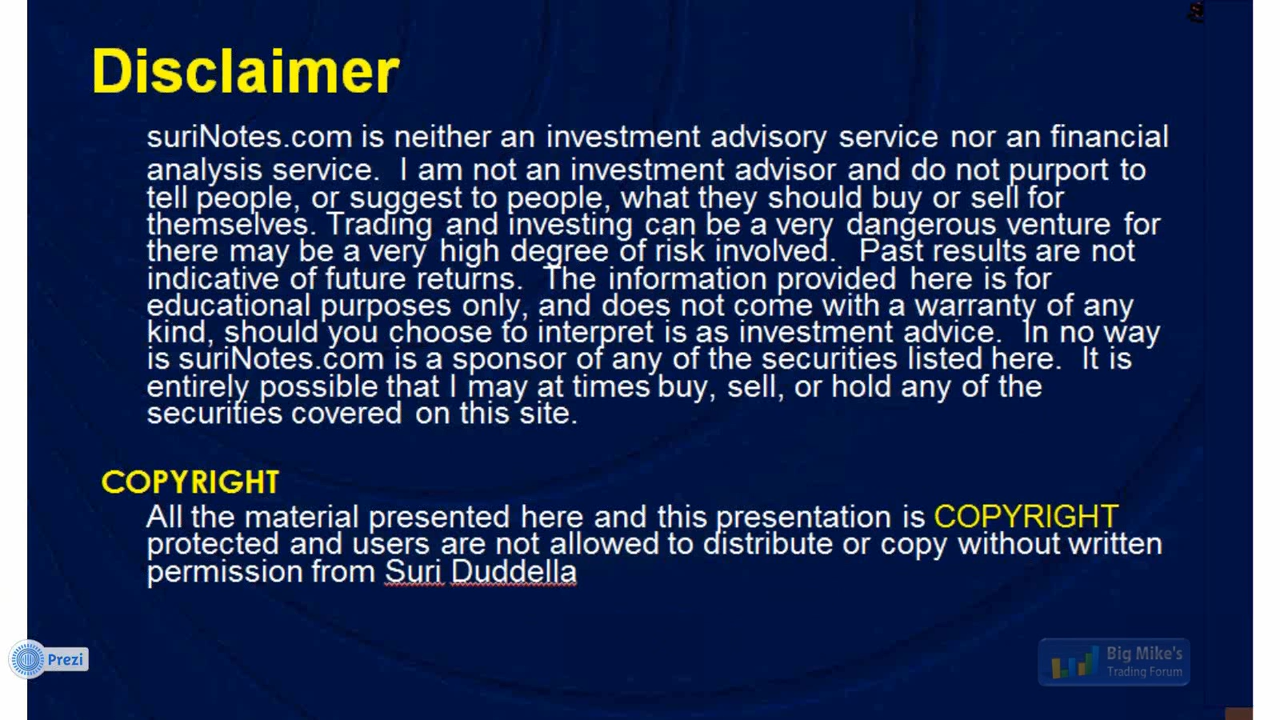 Disclaimer
suriNotes.com is neither an investment advisory service nor an financial
analysis service.  I am not an investment advisor and do not purport to
tell people, or suggest to people, what they should buy or sell for
themselves. Trading and investing can be a very dangerous venture for
there may be a very high degree of risk involved.  Past results are not
indicative of future returns.  The information provided here is for
educational purposes only, and does not come with a warranty of any
kind, should you choose to interpret is as investment advice.  In no way
is suriNotes.com is a sponsor of any of the securities listed here.  It is
entirely possible that I may at times buy, sell, or hold any of the
securities covered on this site.
COPYRIGHT
All the material presented here and this presentation is COPYRIGHT
protected and users are not allowed to distribute or copy without written
permission from Suri Duddella
Prezi
Big Mike's
Trading Forum